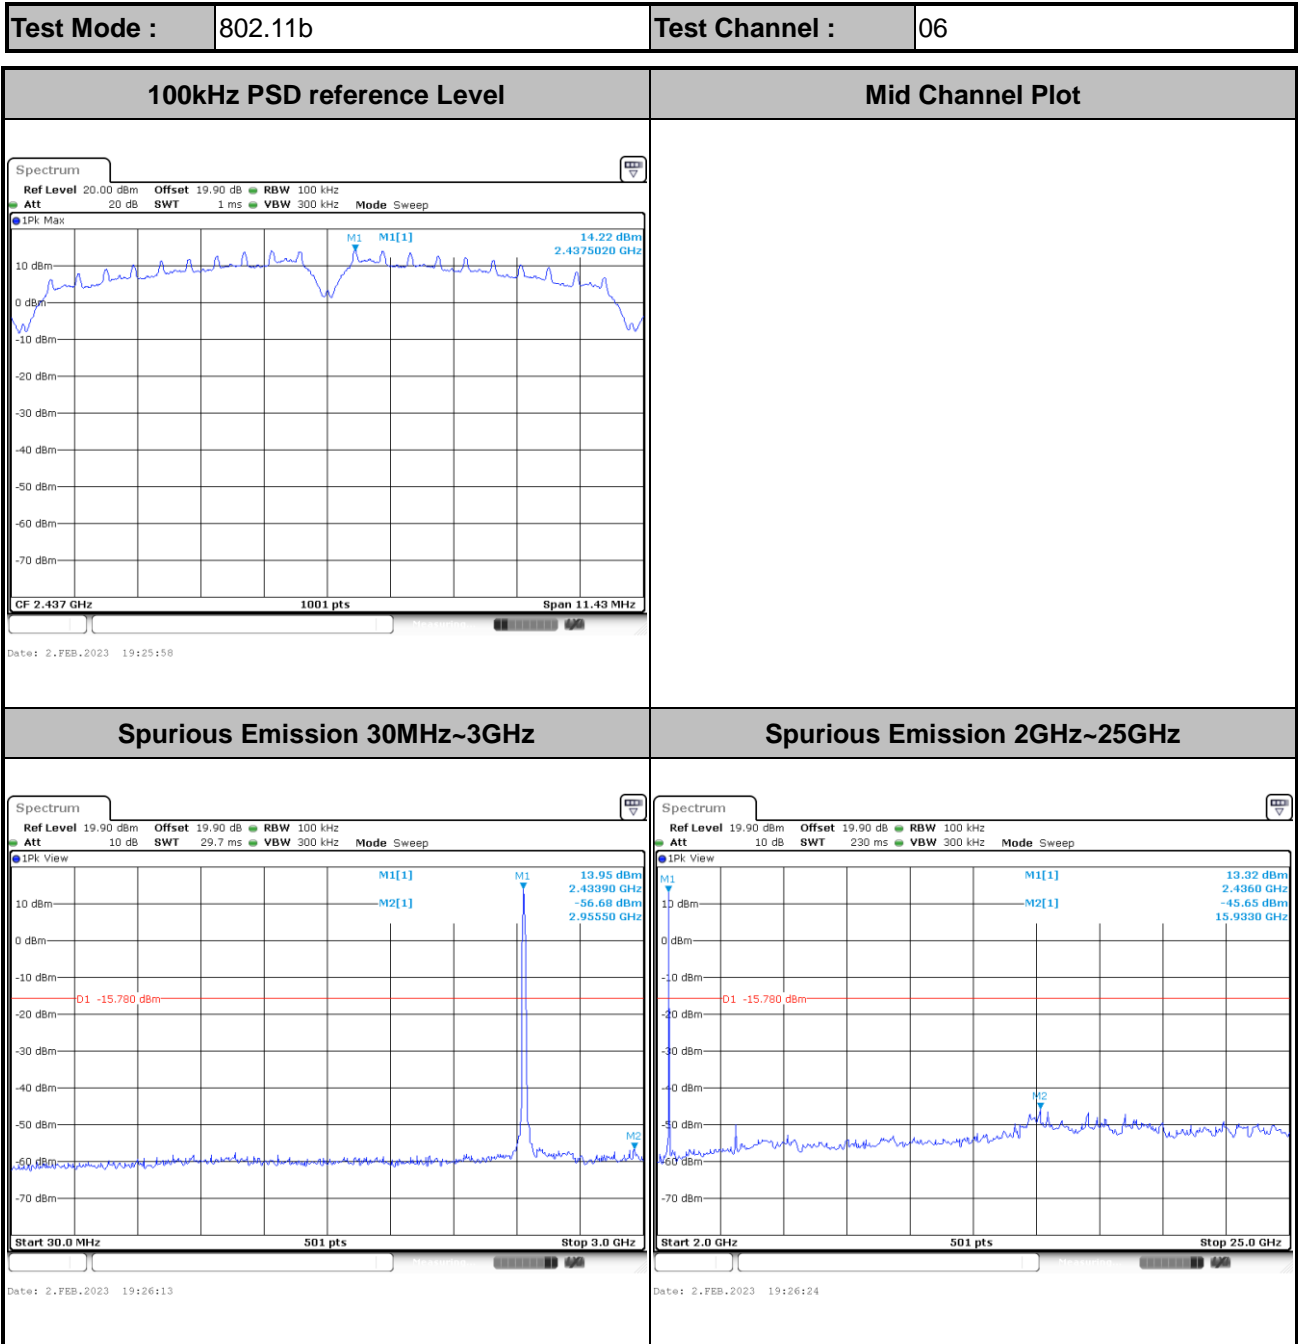 Test Mode : 802.11b Test Channel : 06
100kHz PSD reference Level Mid Channel Plot
Spectrum
Ref Level 20.00 dBm Offset 19.90 dB RBW 100 kHz
Att 20 dB SWT 1 ms VBW 300 kHz Mode Sweep
1Pk Max
M1 M1[1] 14.22 dBm
2.4375020 GHz
10 dBm
0 dBm
-10 dBm
-20 dBm
-30 dBm
-40 dBm
-50 dBm
-60 dBm
-70 dBm
CF 2.437 GHz 1001 pts Span 11.43 MHz
Date: 2.FEB.2023 19:25:58
Spurious Emission 30MHz~3GHz Spurious Emission 2GHz~25GHz
Spectrum
Ref Level 19.90 dBm Offset 19.90 dB RBW 100 kHz
Att 10 dB SWT 29.7 ms VBW 300 kHz Mode Sweep
1Pk View
M1[1] M1 13.95 dBm
2.43390 GHz
10 dBm M2[1] -56.68 dBm
2.95550 GHz
0 dBm
-10 dBm
D1 -15.780 dBm
-20 dBm
-30 dBm
-40 dBm
-50 dBm
M2
-60 dBm
-70 dBm
Start 30.0 MHz 501 pts Stop 3.0 GHz
Date: 2.FEB.2023 19:26:13
Spectrum
Ref Level 19.90 dBm Offset 19.90 dB RBW 100 kHz
Att 10 dB SWT 230 ms VBW 300 kHz Mode Sweep
1Pk View
M1 M1[1] 13.32 dBm
2.4360 GHz
10 dBm M2[1] -45.65 dBm
15.9330 GHz
0 dBm
-10 dBm
D1 -15.780 dBm
-20 dBm
-30 dBm
-40 dBm
M2
-50 dBm
-60 dBm
-70 dBm
Start 2.0 GHz 501 pts Stop 25.0 GHz
Date: 2.FEB.2023 19:26:24